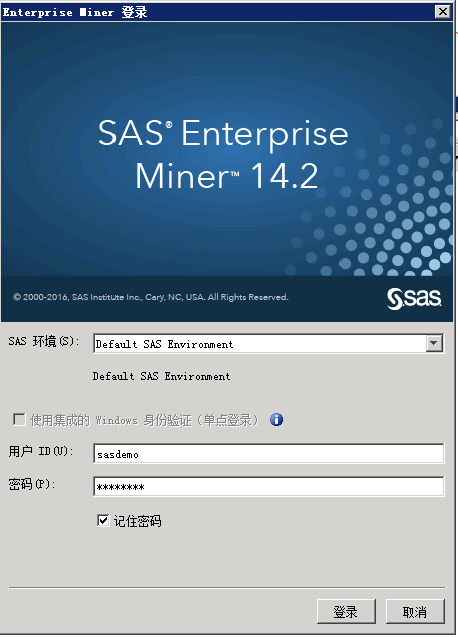 Enterprise Miner 登录
SAS® Enterprise
Miner™ 14.2
© 2000-2016, SAS Institute Inc., Cary, NC, USA. All Rights Reserved.
sas
SAS 环境(S):
Default SAS Environment
Default SAS Environment
使用集成的 Windows 身份验证（单点登录）
用户 ID(U):
sasdemo
密码(P):
********
记住密码
登录
取消